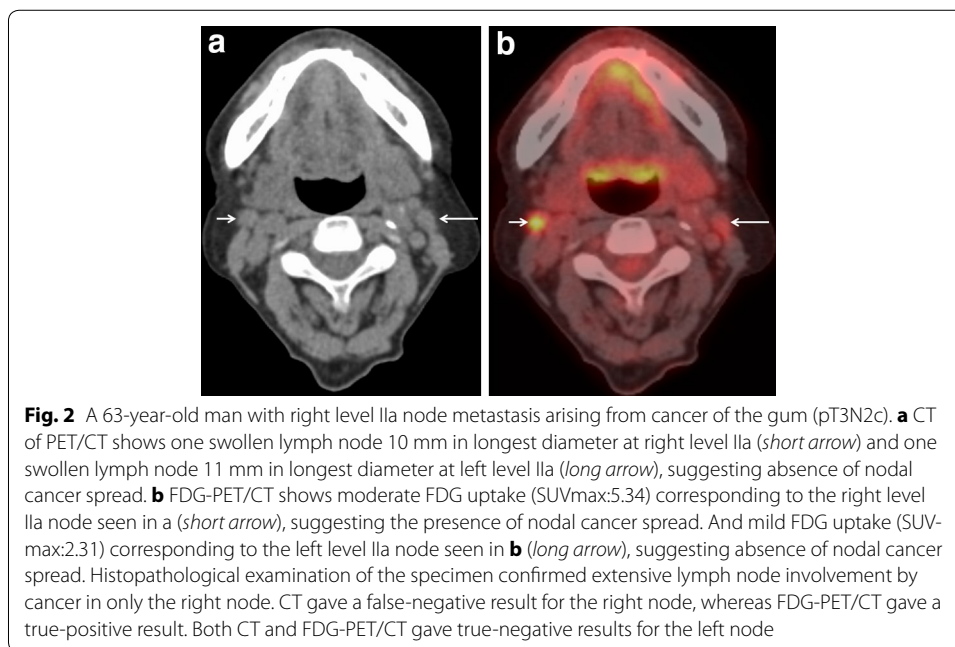 a
b
Fig. 2 A 63-year-old man with right level IIa node metastasis arising from cancer of the gum (pT3N2c). a CT
of PET/CT shows one swollen lymph node 10 mm in longest diameter at right level IIa (short arrow) and one
swollen lymph node 11 mm in longest diameter at left level IIa (long arrow), suggesting absence of nodal
cancer spread. b FDG-PET/CT shows moderate FDG uptake (SUVmax:5.34) corresponding to the right level
IIa node seen in a (short arrow), suggesting the presence of nodal cancer spread. And mild FDG uptake (SUV-
max:2.31) corresponding to the left level IIa node seen in b (long arrow), suggesting absence of nodal cancer
spread. Histopathological examination of the specimen confirmed extensive lymph node involvement by
cancer in only the right node. CT gave a false-negative result for the right node, whereas FDG-PET/CT gave a
true-positive result. Both CT and FDG-PET/CT gave true-negative results for the left node